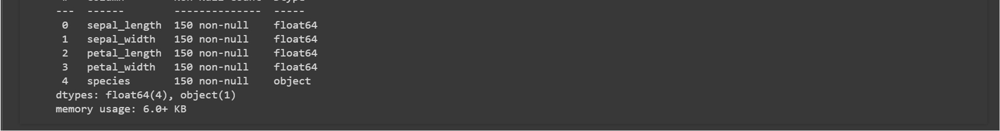 ---  ------        --------------  -----
 0   sepal_length  150 non-null    float64
 1   sepal_width   150 non-null    float64
 2   petal_length  150 non-null    float64
 3   petal_width   150 non-null    float64
 4   species       150 non-null    object
dtypes: float64(4), object(1)
memory usage: 6.0+ KB